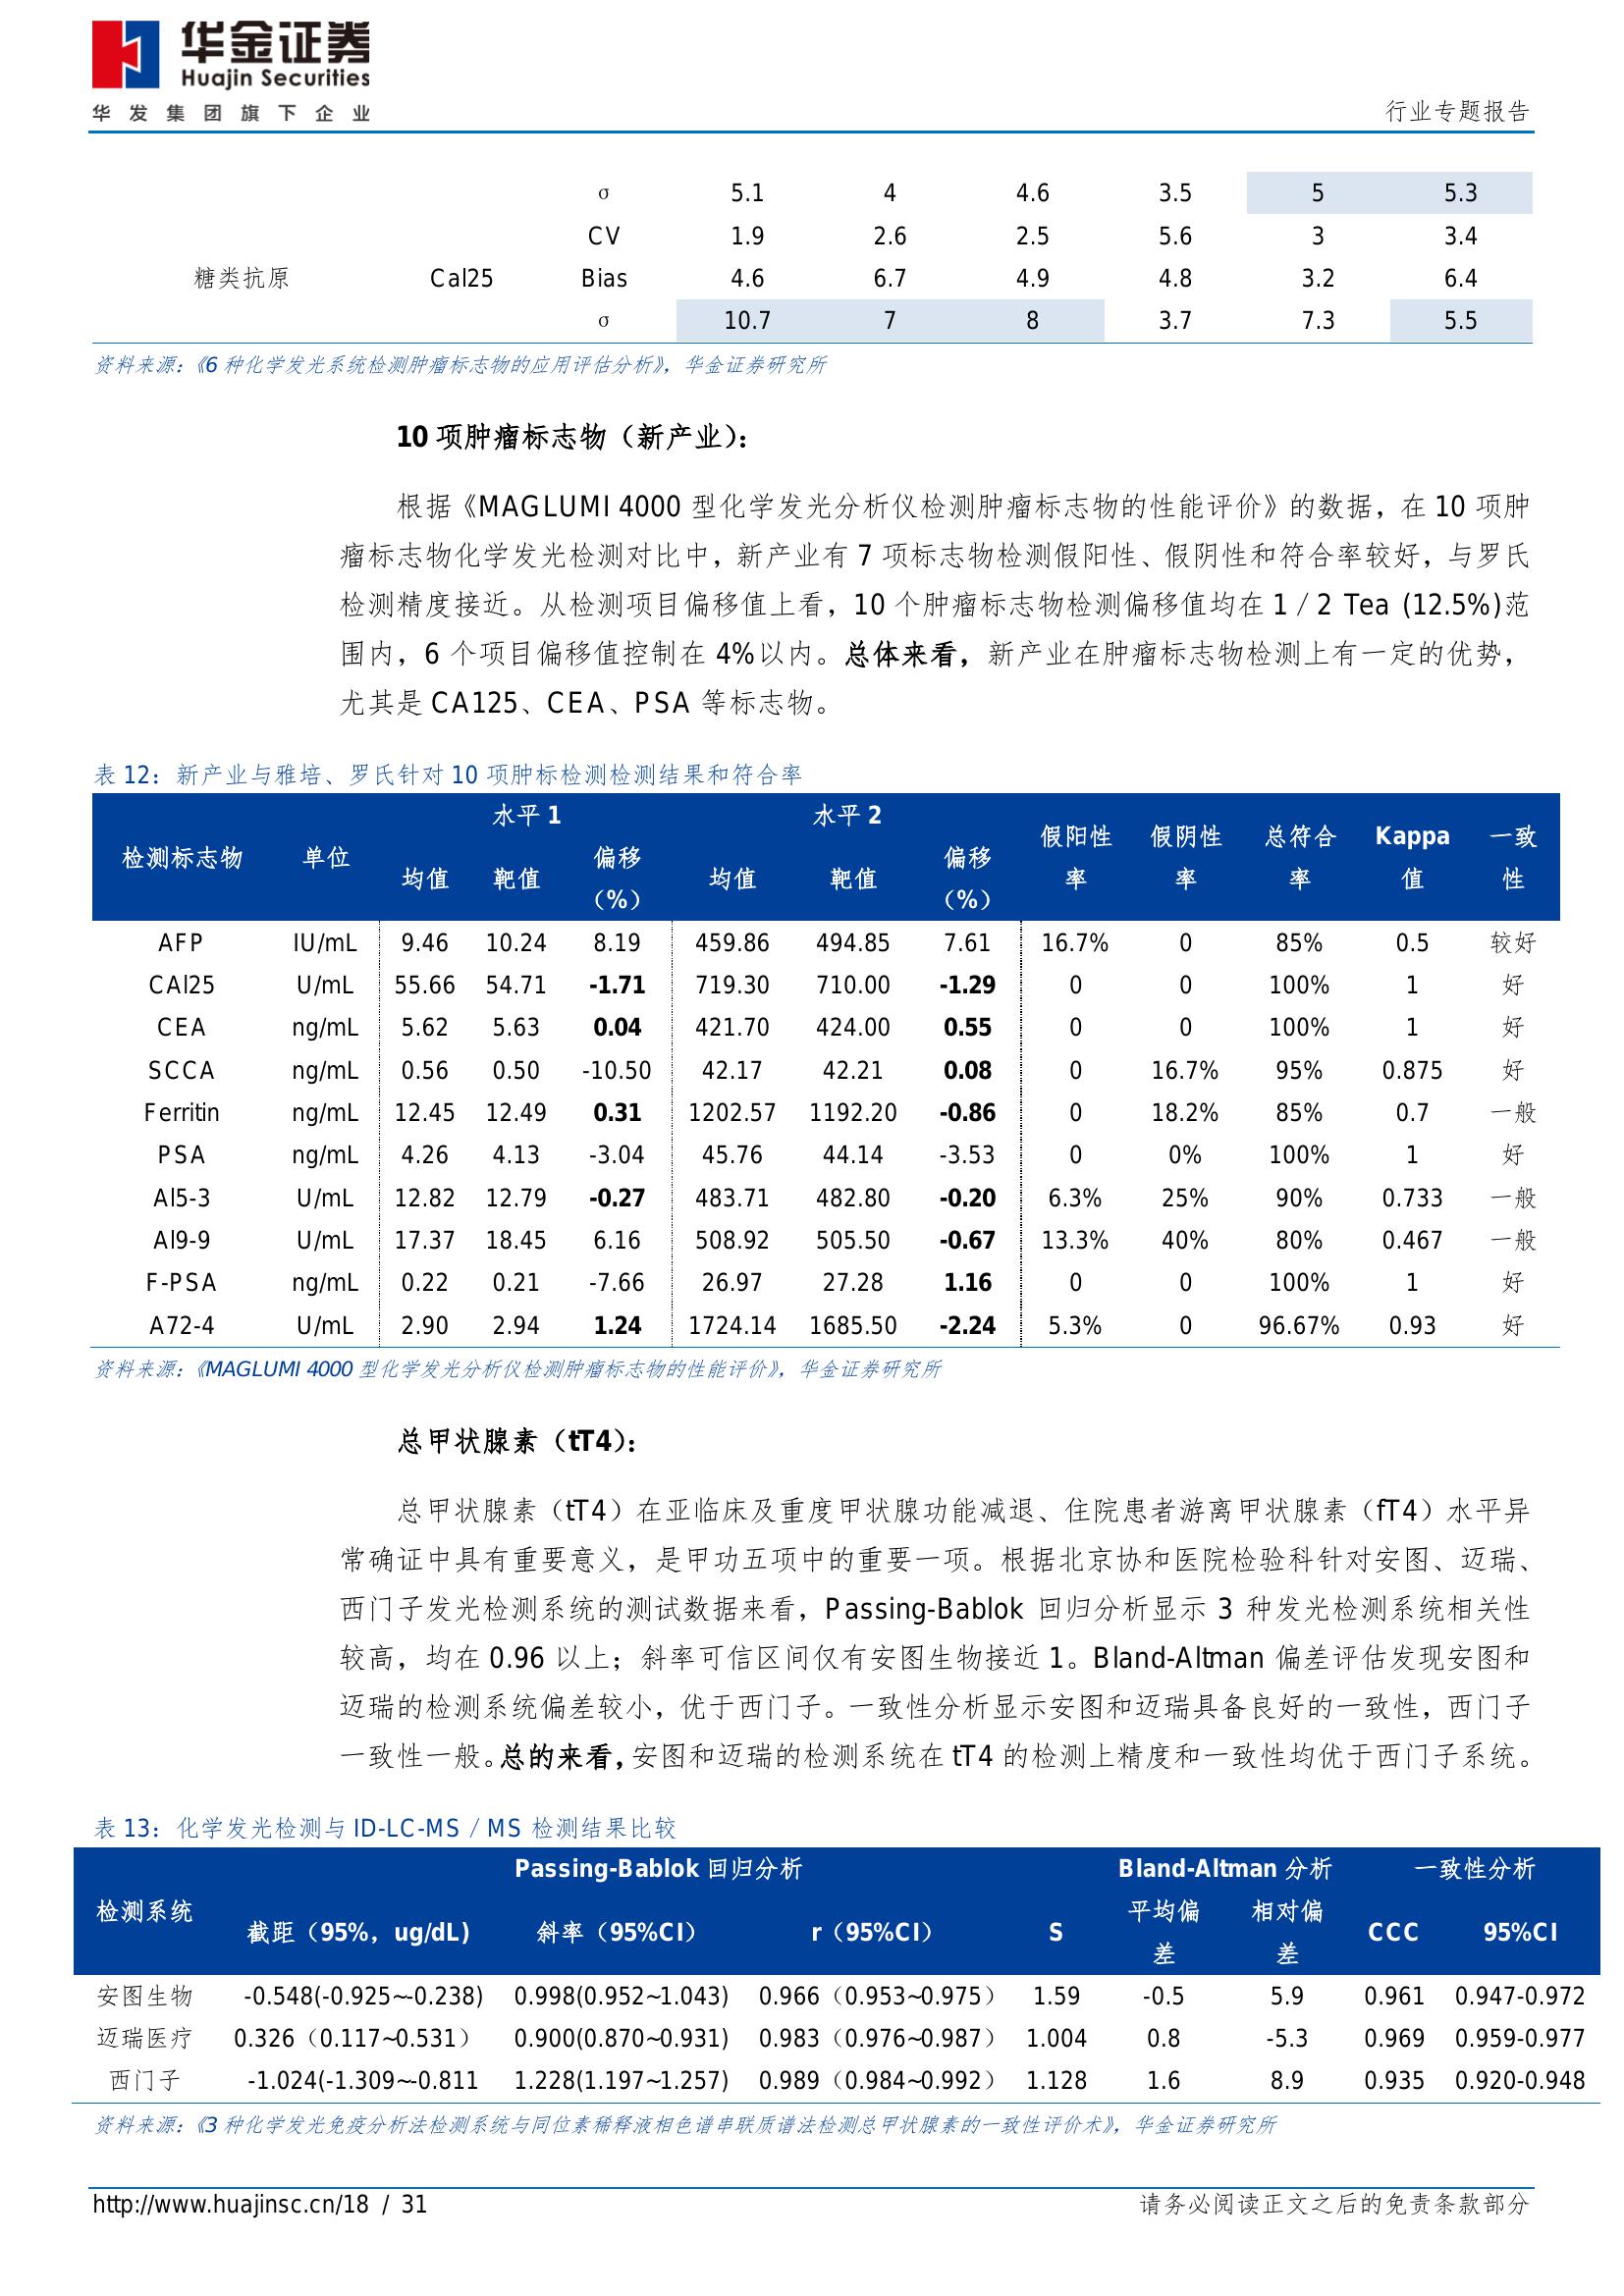 华金证券
Huajin Securities
华发集团旗下企业
行业专题报告
σ 5.1 4 4.6 3.5 5 5.3
CV 1.9 2.6 2.5 5.6 3 3.4
糖类抗原 Cal25 Bias 4.6 6.7 4.9 4.8 3.2 6.4
σ 10.7 7 8 3.7 7.3 5.5
资料来源：《6 种化学发光系统检测肿瘤标志物的应用评估分析》，华金证券研究所
10 项肿瘤标志物（新产业）：
根据《MAGLUMI 4000 型化学发光分析仪检测肿瘤标志物的性能评价》的数据，在 10 项肿
瘤标志物化学发光检测对比中，新产业有 7 项标志物检测假阳性、假阴性和符合率较好，与罗氏
检测精度接近。从检测项目偏移值上看，10 个肿瘤标志物检测偏移值均在 1／2 Tea (12.5%)范
围内，6 个项目偏移值控制在 4%以内。总体来看，新产业在肿瘤标志物检测上有一定的优势，
尤其是 CA125、CEA、PSA 等标志物。
表 12：新产业与雅培、罗氏针对 10 项肿标检测检测结果和符合率
水平 1 水平 2
检测标志物 单位 均值 靶值 偏移（%） 均值 靶值 偏移（%） 假阳性率 假阴性率 总符合率 Kappa 值 一致性
AFP IU/mL 9.46 10.24 8.19 459.86 494.85 7.61 16.7% 0 85% 0.5 较好
CAl25 U/mL 55.66 54.71 -1.71 719.30 710.00 -1.29 0 0 100% 1 好
CEA ng/mL 5.62 5.63 0.04 421.70 424.00 0.55 0 0 100% 1 好
SCCA ng/mL 0.56 0.50 -10.50 42.17 42.21 0.08 0 16.7% 95% 0.875 好
Ferritin ng/mL 12.45 12.49 0.31 1202.57 1192.20 -0.86 0 18.2% 85% 0.7 一般
PSA ng/mL 4.26 4.13 -3.04 45.76 44.14 -3.53 0 0% 100% 1 好
Al5-3 U/mL 12.82 12.79 -0.27 483.71 482.80 -0.20 6.3% 25% 90% 0.733 一般
Al9-9 U/mL 17.37 18.45 6.16 508.92 505.50 -0.67 13.3% 40% 80% 0.467 一般
F-PSA ng/mL 0.22 0.21 -7.66 26.97 27.28 1.16 0 0 100% 1 好
A72-4 U/mL 2.90 2.94 1.24 1724.14 1685.50 -2.24 5.3% 0 96.67% 0.93 好
资料来源：《MAGLUMI 4000 型化学发光分析仪检测肿瘤标志物的性能评价》，华金证券研究所
总甲状腺素（tT4）：
总甲状腺素（tT4）在亚临床及重度甲状腺功能减退、住院患者游离甲状腺素（fT4）水平异
常确证中具有重要意义，是甲功五项中的重要一项。根据北京协和医院检验科针对安图、迈瑞、
西门子发光检测系统的测试数据来看，Passing-Bablok 回归分析显示 3 种发光检测系统相关性
较高，均在 0.96 以上；斜率可信区间仅有安图生物接近 1。Bland-Altman 偏差评估发现安图和
迈瑞的检测系统偏差较小，优于西门子。一致性分析显示安图和迈瑞具备良好的一致性，西门子
一致性一般。总的来看，安图和迈瑞的检测系统在 tT4 的检测上精度和一致性均优于西门子系统。
表 13：化学发光检测与 ID-LC-MS／MS 检测结果比较
Passing-Bablok 回归分析 Bland-Altman 分析 一致性分析
检测系统 截距（95%，ug/dL) 斜率（95%CI） r（95%CI） S 平均偏差 相对偏差 CCC 95%CI
安图生物 -0.548(-0.925~-0.238) 0.998(0.952~1.043) 0.966（0.953~0.975） 1.59 -0.5 5.9 0.961 0.947-0.972
迈瑞医疗 0.326（0.117~0.531） 0.900(0.870~0.931) 0.983（0.976~0.987） 1.004 0.8 -5.3 0.969 0.959-0.977
西门子 -1.024(-1.309~-0.811 1.228(1.197~1.257) 0.989（0.984~0.992） 1.128 1.6 8.9 0.935 0.920-0.948
资料来源：《3 种化学发光免疫分析法检测系统与同位素稀释液相色谱串联质谱法检测总甲状腺素的一致性评价术》，华金证券研究所
http://www.huajinsc.cn/18 / 31
请务必阅读正文之后的免责条款部分